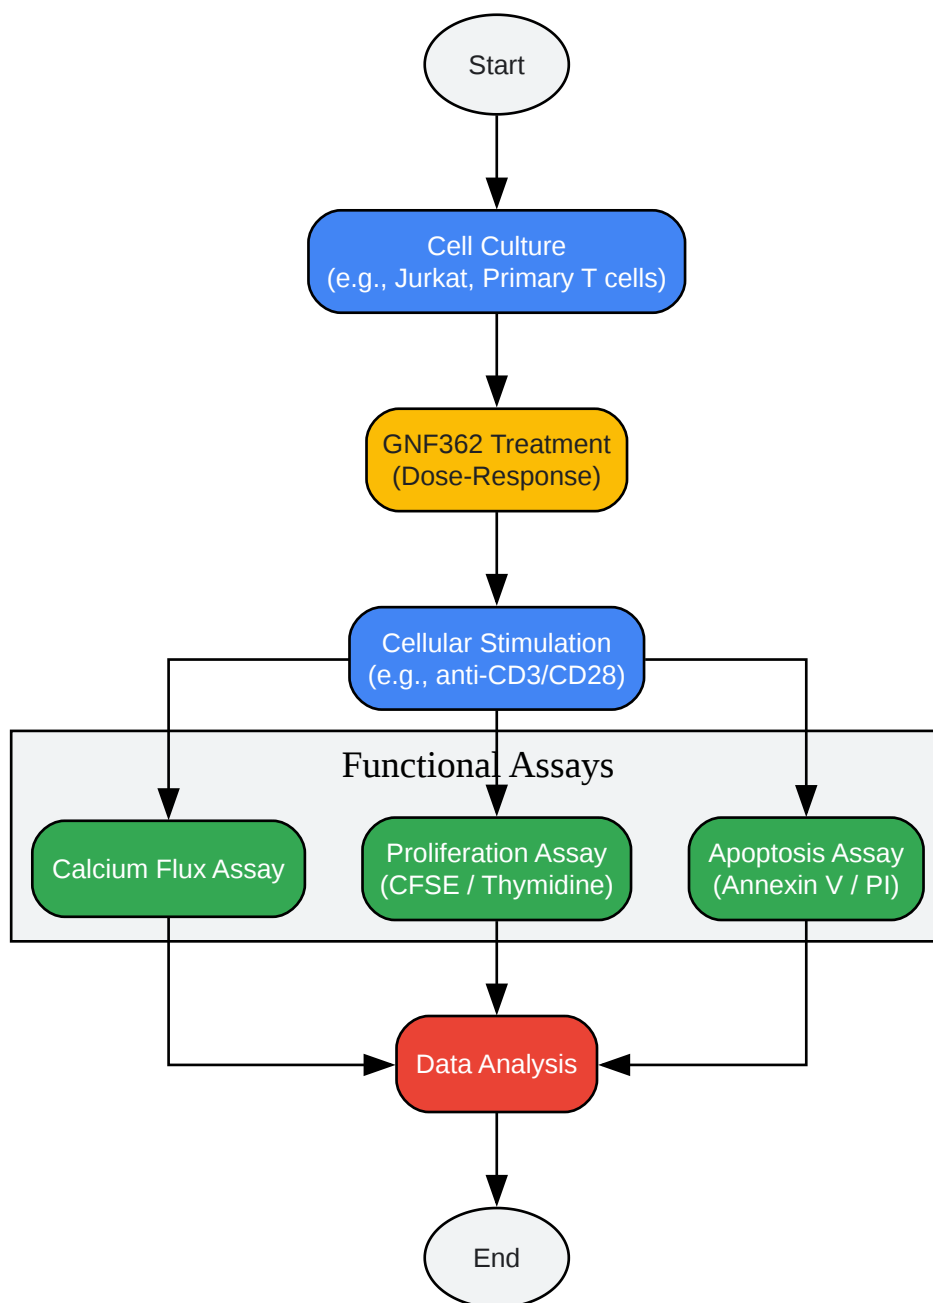 Start
Cell Culture
(e.g., Jurkat, Primary T cells)
GNF362 Treatment
(Dose-Response)
Cellular Stimulation
(e.g., anti-CD3/CD28)
Functional Assays
Calcium Flux Assay
Proliferation Assay
(CFSE / Thymidine)
Apoptosis Assay
(Annexin V / PI)
Data Analysis
End